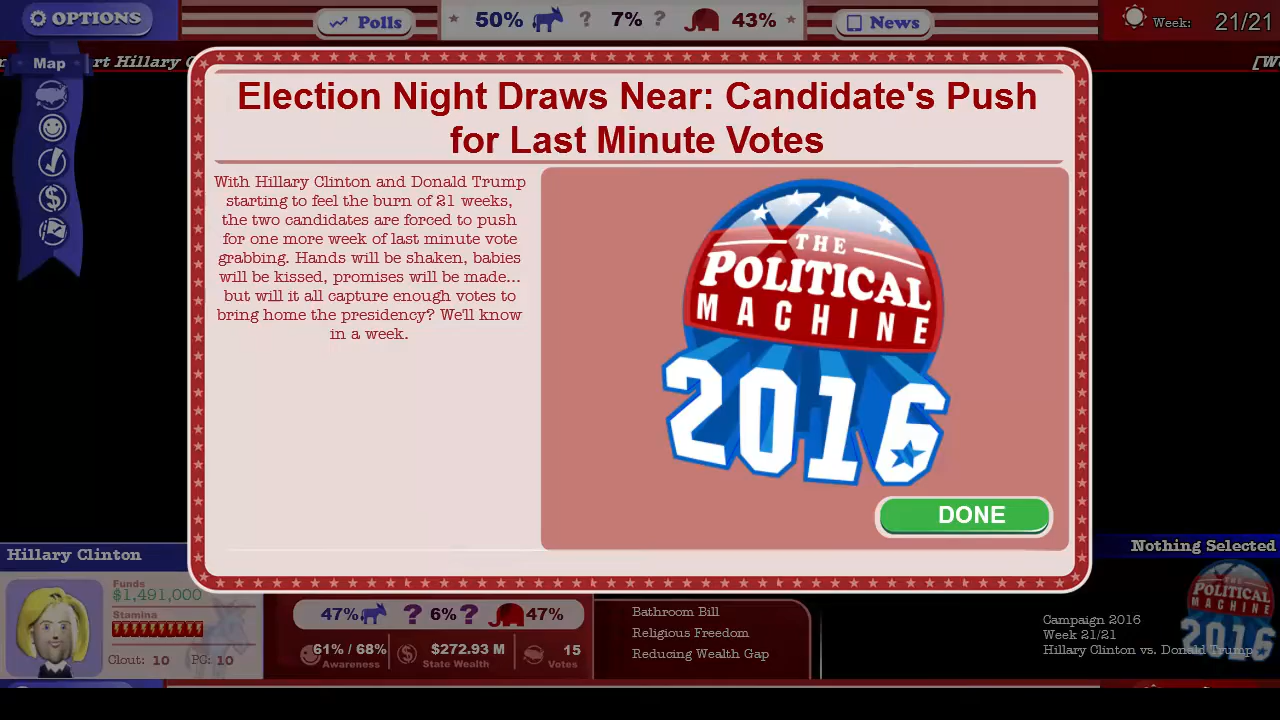 OPTIONS
Polls
50%
?
7%
?
43%
News
Week:
21/21
Map
rt Hillary C
[W
Election Night Draws Near: Candidate's Push
for Last Minute Votes
With Hillary Clinton and Donald Trump
starting to feel the burn of 21 weeks,
the two candidates are forced to push
for one more week of last minute vote
grabbing. Hands will be shaken, babies
will be kissed, promises will be made...
but will it all capture enough votes to
bring home the presidency? We'll know
in a week.
THE
POLITICAL
MACHINE
2016
DONE
Hillary Clinton
Funds
$1,491,000
Stamina
Clout: 10
PG: 10
47%
?
6%
?
47%
61% / 68%
Awareness
$272.93 M
State Wealth
15
Votes
Bathroom Bill
Religious Freedom
Reducing Wealth Gap
Nothing Selected
THE
POLITICAL
MACHINE
2016
Campaign 2016
Week 21/21
Hillary Clinton vs. Donald Trump